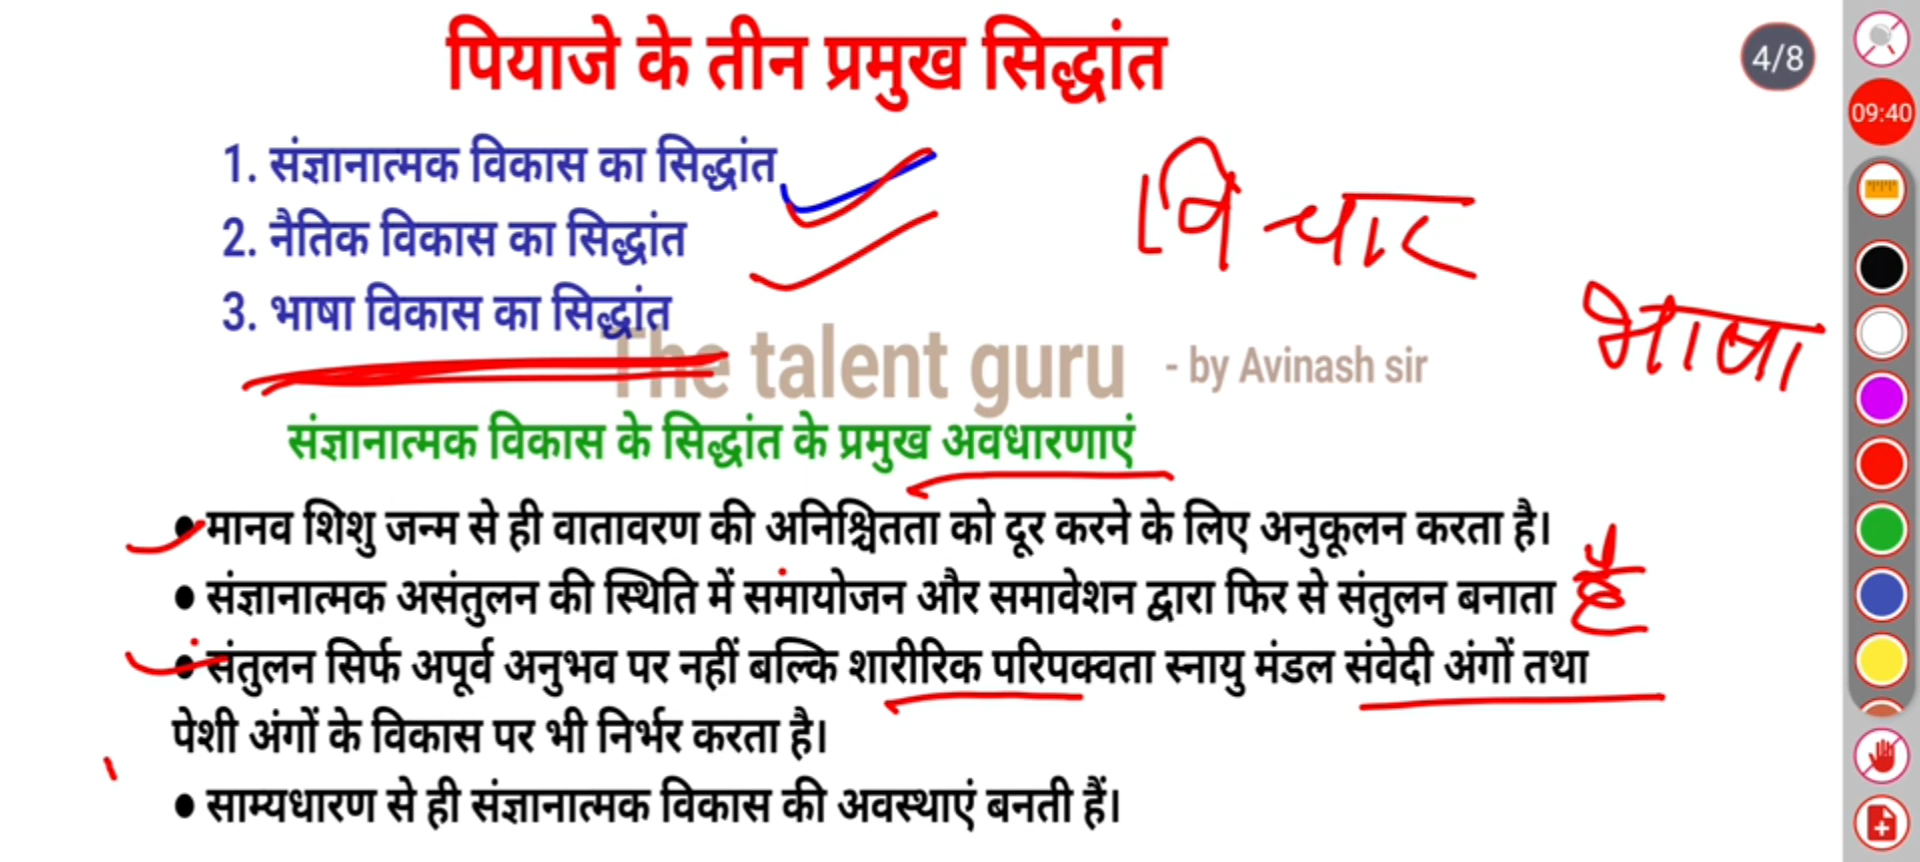 पियाजे के तीन प्रमुख सिद्धांत
4/8
09:40
1. संज्ञानात्मक विकास का सिद्धांत
2. नैतिक विकास का सिद्धांत
3. भाषा विकास का सिद्धांत
विचार
भाषा
The talent guru - by Avinash sir
संज्ञानात्मक विकास के सिद्धांत के प्रमुख अवधारणाएं
• मानव शिशु जन्म से ही वातावरण की अनिश्चितता को दूर करने के लिए अनुकूलन करता है।
• संज्ञानात्मक असंतुलन की स्थिति में समायोजन और समावेशन द्वारा फिर से संतुलन बनाता है
• संतुलन सिर्फ अपूर्व अनुभव पर नहीं बल्कि शारीरिक परिपक्वता स्नायु मंडल संवेदी अंगों तथा
पेशी अंगों के विकास पर भी निर्भर करता है।
• साम्यधारण से ही संज्ञानात्मक विकास की अवस्थाएं बनती हैं।